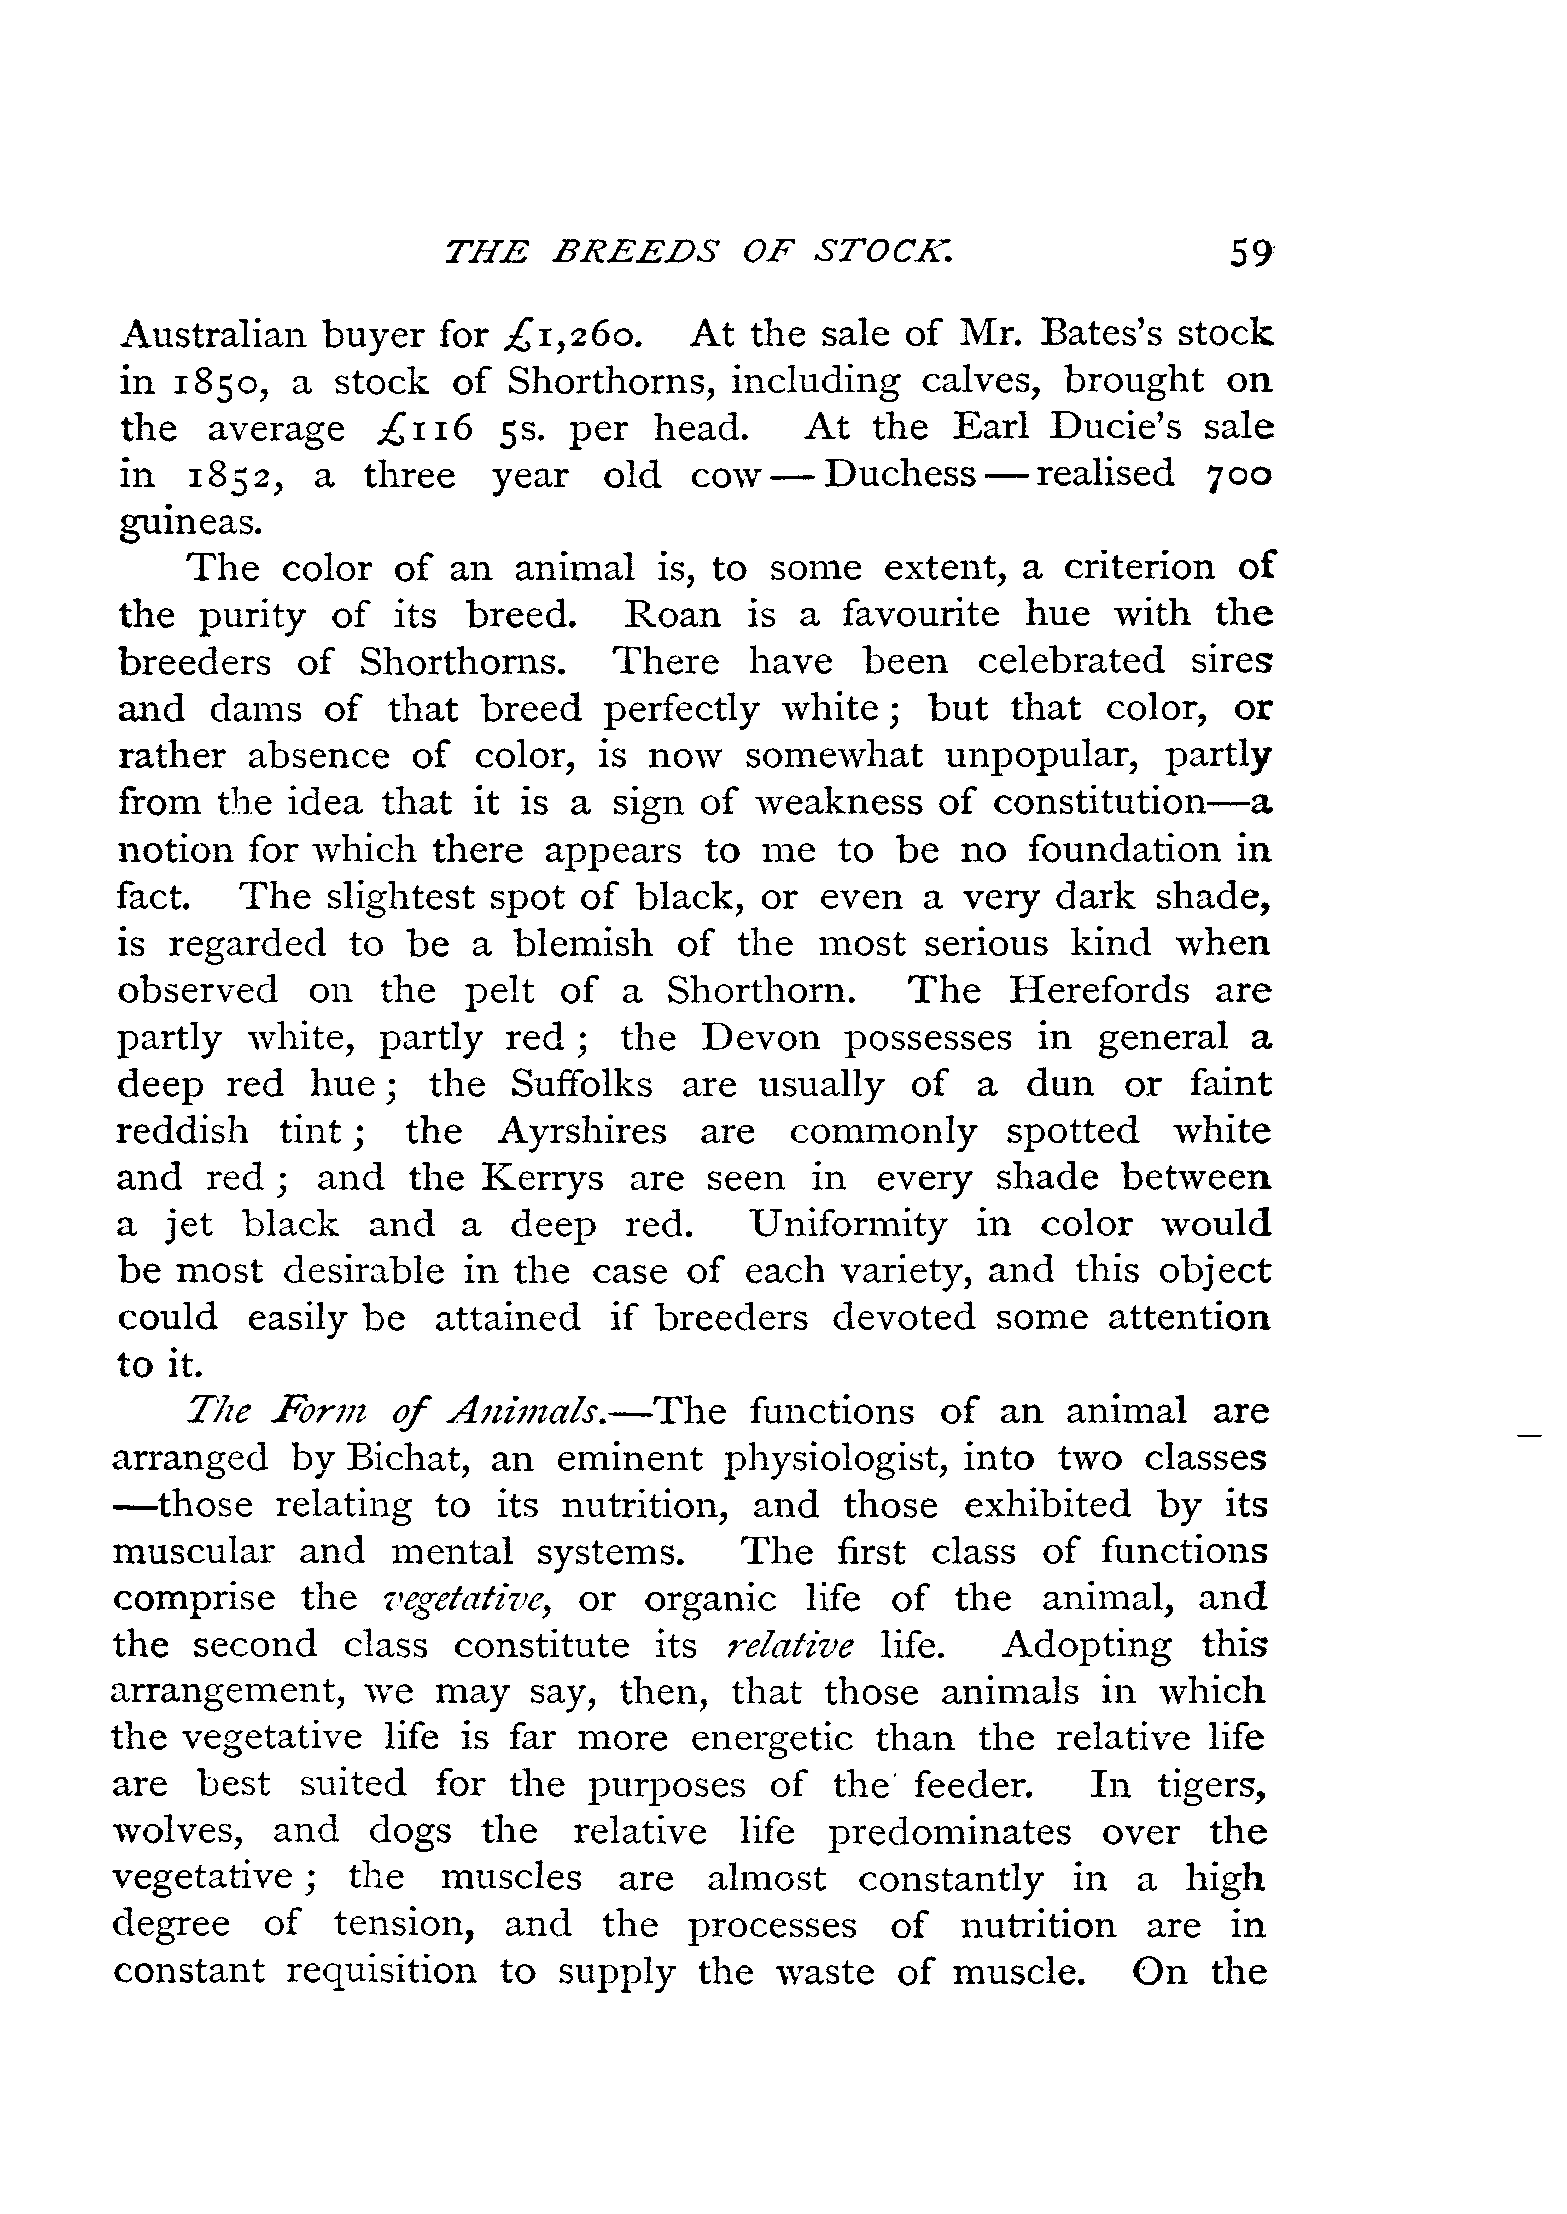 THE BREEDS OF STOCK. 59
Australian buyer for £1,260. At the sale of Mr. Bates's stock
in 1850, a stock of Shorthorns, including calves, brought on
the average £116 5s. per head. At the Earl Ducie's sale
in 1852, a three year old cow — Duchess — realised 700
guineas.
The color of an animal is, to some extent, a criterion of
the purity of its breed. Roan is a favourite hue with the
breeders of Shorthorns. There have been celebrated sires
and dams of that breed perfectly white; but that color, or
rather absence of color, is now somewhat unpopular, partly
from the idea that it is a sign of weakness of constitution—a
notion for which there appears to me to be no foundation in
fact. The slightest spot of black, or even a very dark shade,
is regarded to be a blemish of the most serious kind when
observed on the pelt of a Shorthorn. The Herefords are
partly white, partly red; the Devon possesses in general a
deep red hue; the Suffolks are usually of a dun or faint
reddish tint; the Ayrshires are commonly spotted white
and red; and the Kerrys are seen in every shade between
a jet black and a deep red. Uniformity in color would
be most desirable in the case of each variety, and this object
could easily be attained if breeders devoted some attention
to it.
The Form of Animals.—The functions of an animal are
arranged by Bichat, an eminent physiologist, into two classes
—those relating to its nutrition, and those exhibited by its
muscular and mental systems. The first class of functions
comprise the vegetative, or organic life of the animal, and
the second class constitute its relative life. Adopting this
arrangement, we may say, then, that those animals in which
the vegetative life is far more energetic than the relative life
are best suited for the purposes of the feeder. In tigers,
wolves, and dogs the relative life predominates over the
vegetative; the muscles are almost constantly in a high
degree of tension, and the processes of nutrition are in
constant requisition to supply the waste of muscle. On the